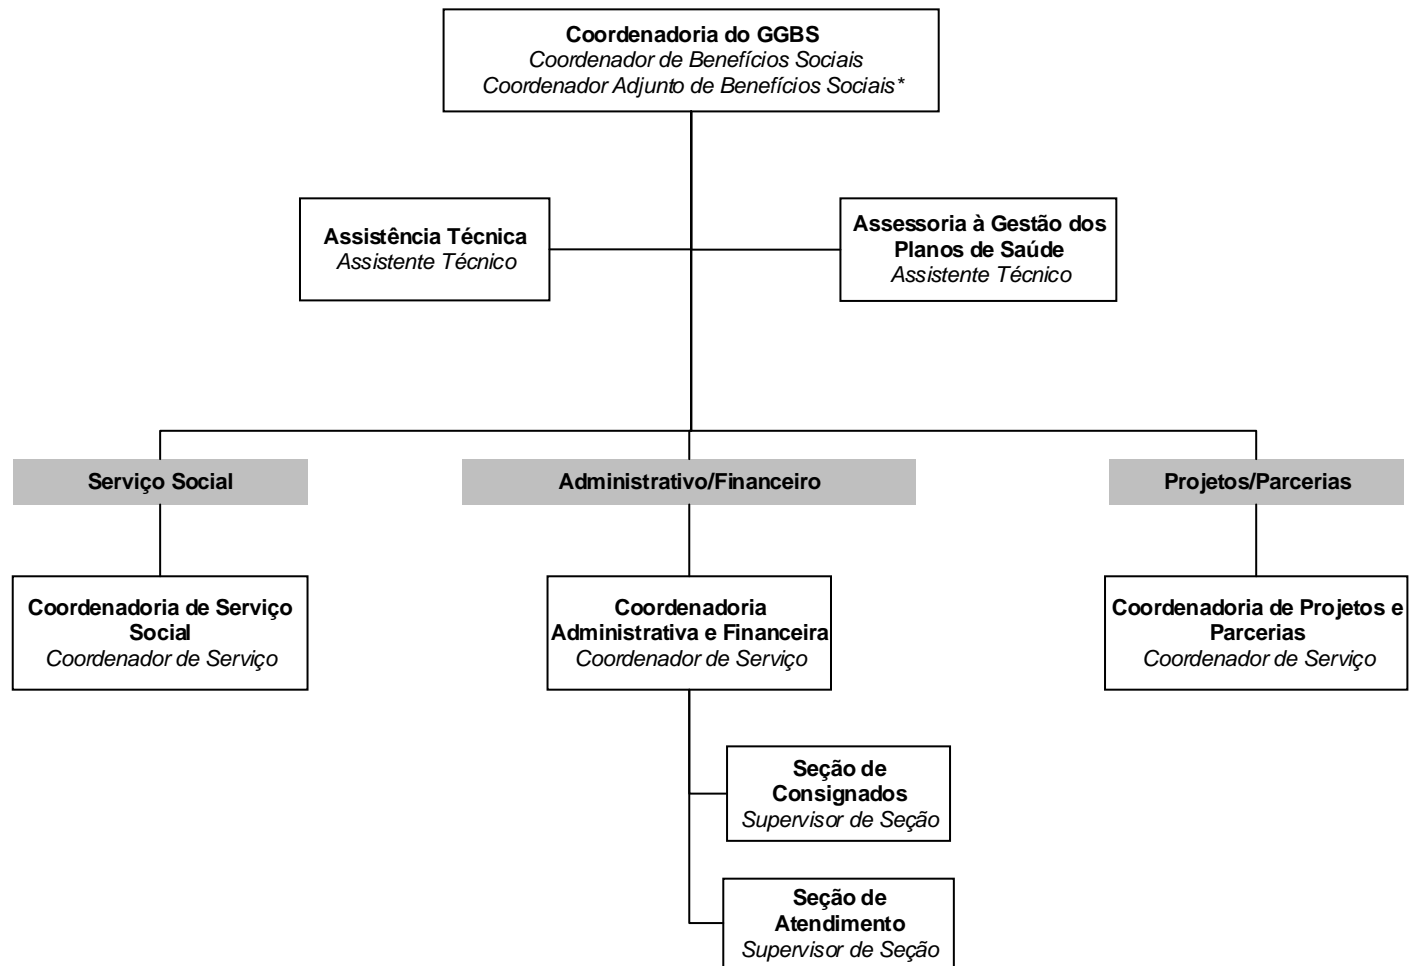 Coordenadoria do GGBS
Coordenador de Benefícios Sociais
Coordenador Adjunto de Benefícios Sociais*
Assistência Técnica
Assistente Técnico
Assessoria à Gestão dos
Planos de Saúde
Assistente Técnico
Serviço Social
Administrativo/Financeiro
Projetos/Parcerias
Coordenadoria de Serviço
Social
Coordenador de Serviço
Coordenadoria
Administrativa e Financeira
Coordenador de Serviço
Coordenadoria de Projetos e
Parcerias
Coordenador de Serviço
Seção de
Consignados
Supervisor de Seção
Seção de
Atendimento
Supervisor de Seção